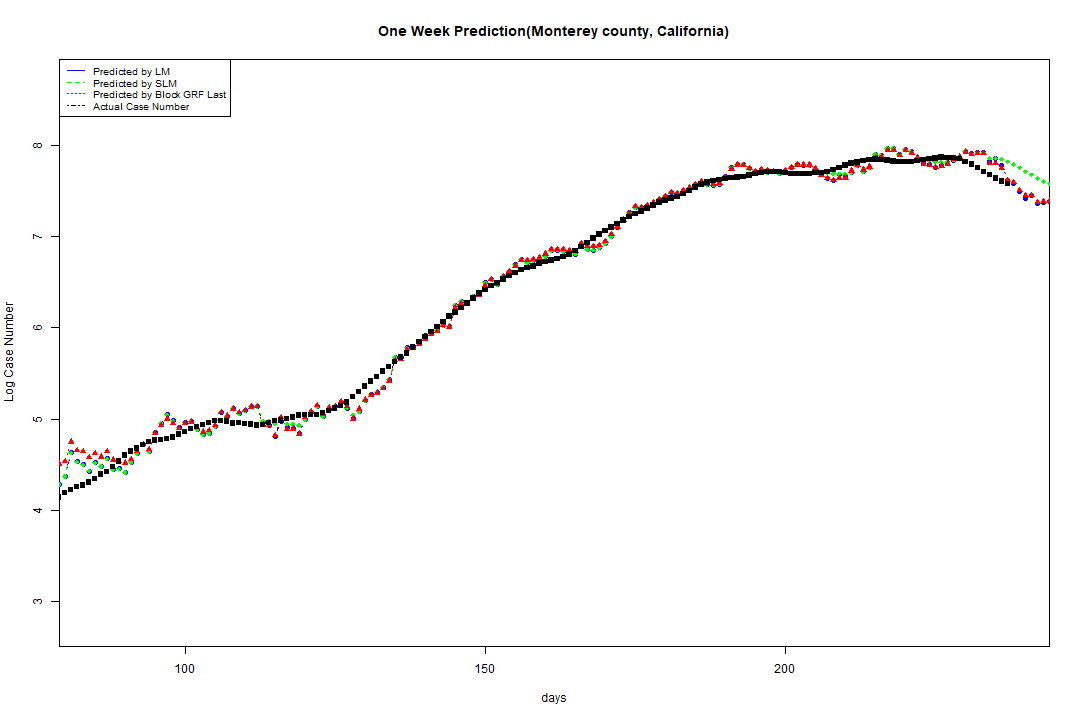 One Week Prediction(Monterey county, California)
Predicted by LM
Predicted by SLM
Predicted by Block GRF Last
Actual Case Number
8
7
6
5
4
3
Log Case Number
100 150 200
days